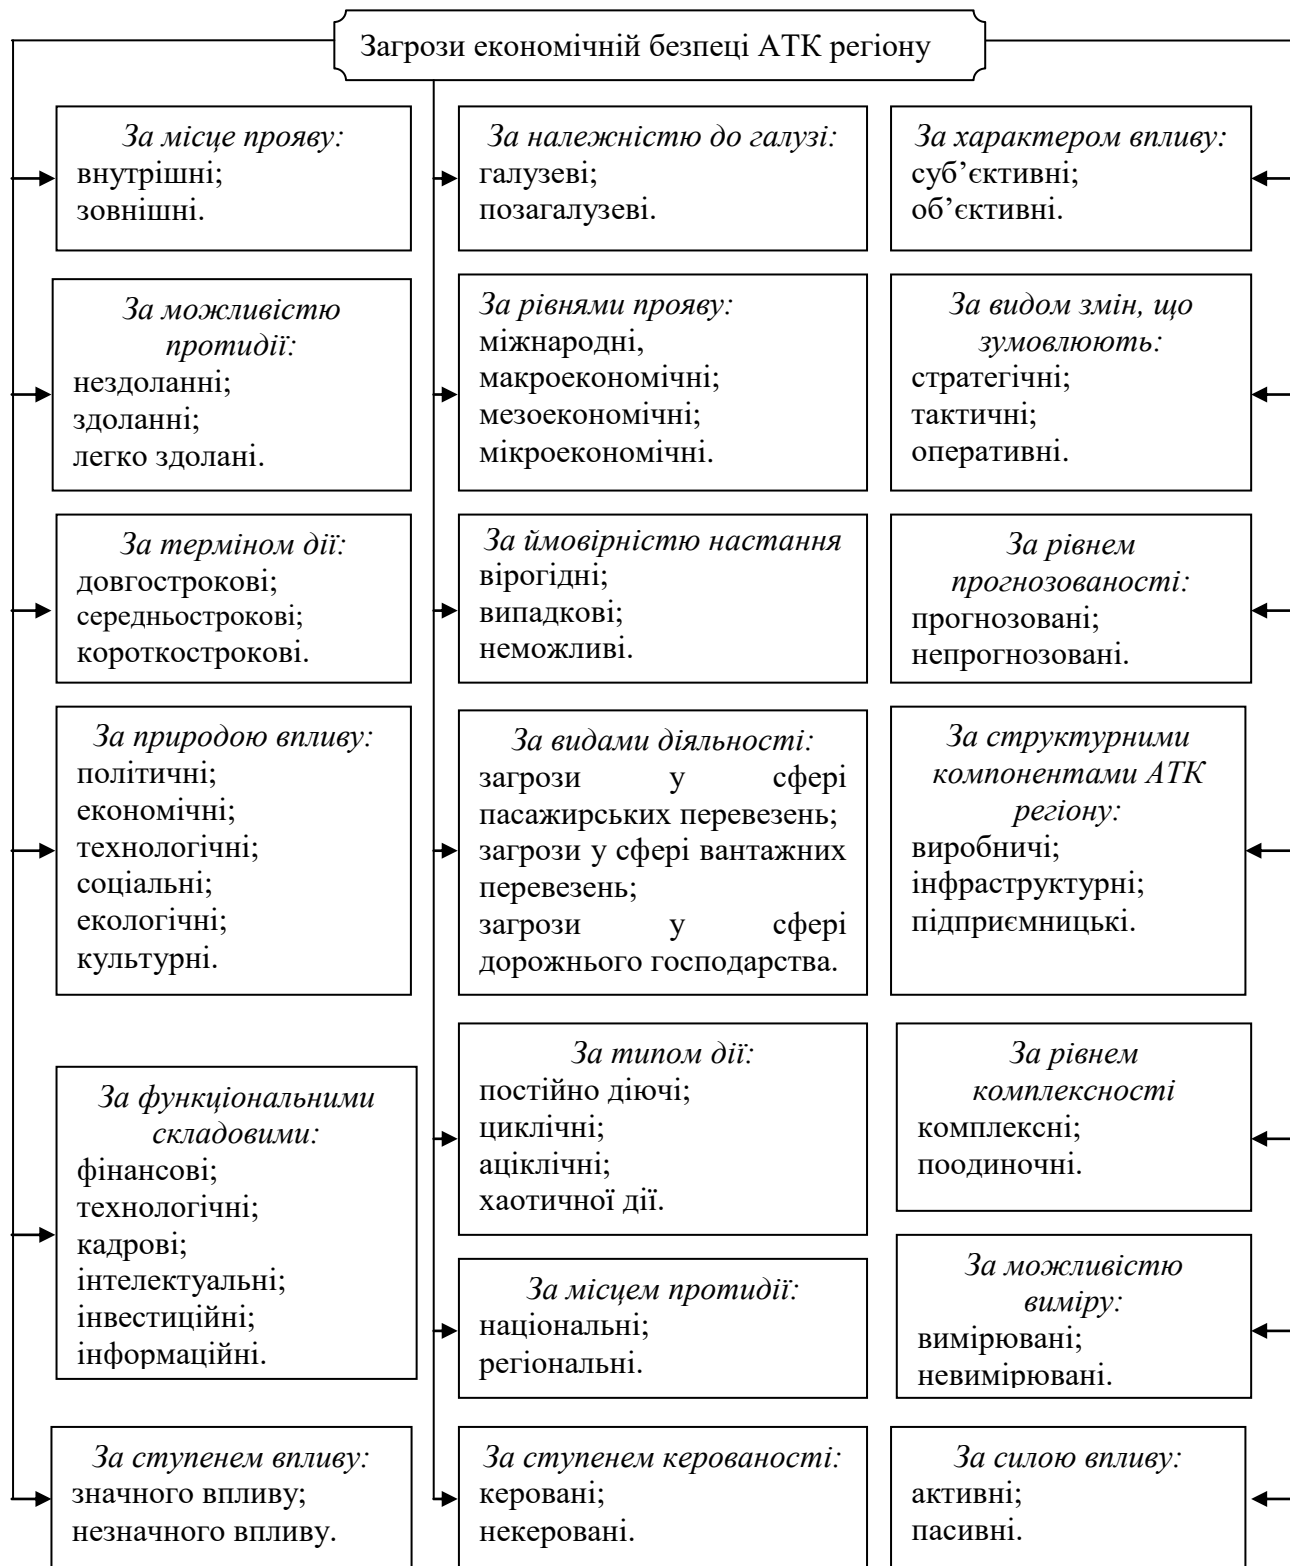 Загрози економічній безпеці АТК регіону
За місце прояву:
внутрішні;
зовнішні.
За можливістю
протидії:
нездоланні;
здоланні;
легко здолані.
За терміном дії:
довгострокові;
середньострокові;
короткострокові.
За природою впливу:
політичні;
економічні;
технологічні;
соціальні;
екологічні;
культурні.
За функціональними
складовими:
фінансові;
технологічні;
кадрові;
інтелектуальні;
інвестиційні;
інформаційні.
За ступенем впливу:
значного впливу;
незначного впливу.
За належністю до галузі:
галузеві;
позагалузеві.
За рівнями прояву:
міжнародні,
макроекономічні;
мезоекономічні;
мікроекономічні.
За ймовірністю настання
вірогідні;
випадкові;
неможливі.
За видами діяльності:
загрози у сфері
пасажирських перевезень;
загрози у сфері вантажних
перевезень;
загрози у сфері
дорожнього господарства.
За типом дії:
постійно діючі;
циклічні;
ациклічні;
хаотичної дії.
За місцем протидії:
національні;
регіональні.
За ступенем керованості:
керовані;
некеровані.
За характером впливу:
суб’єктивні;
об’єктивні.
За видом змін, що
зумовлюють:
стратегічні;
тактичні;
оперативні.
За рівнем
прогнозованості:
прогнозовані;
непрогнозовані.
За структурними
компонентами АТК
регіону:
виробничі;
інфраструктурні;
підприємницькі.
За рівнем
комплексності
комплексні;
поодиночні.
За можливістю
виміру:
вимірювані;
невимірювані.
За силою впливу:
активні;
пасивні.